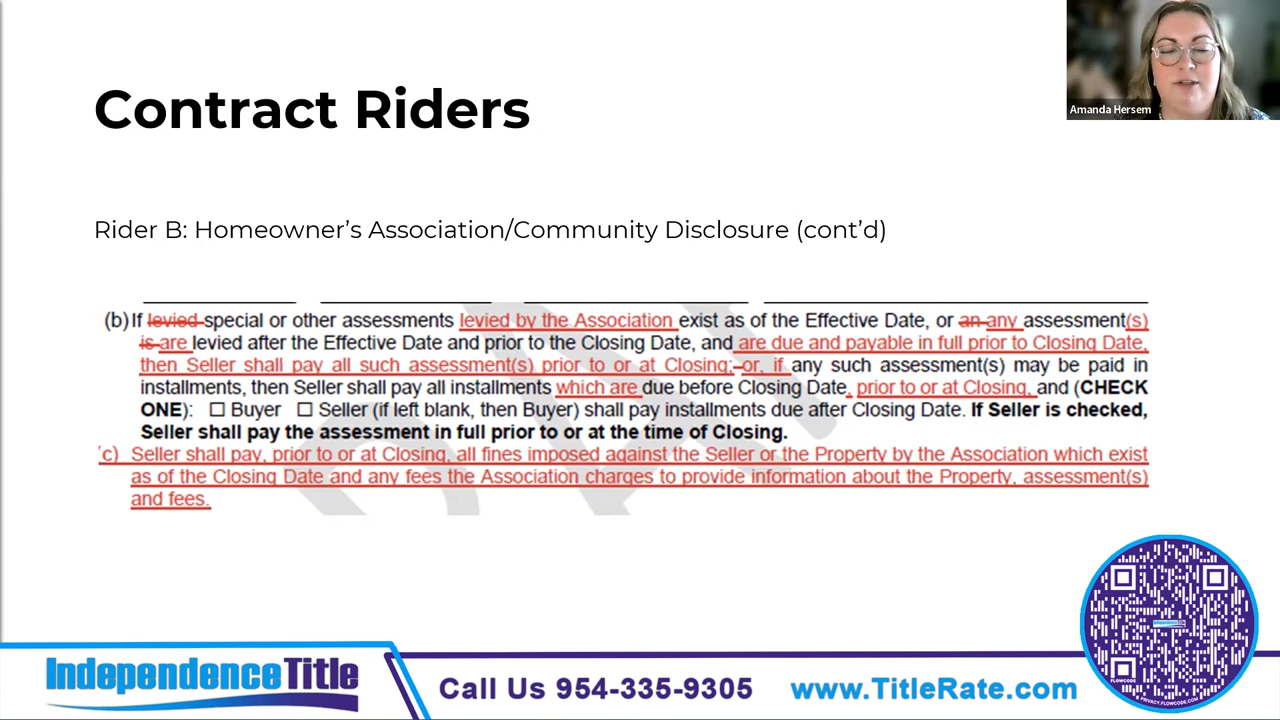 Amanda Hersem
Contract Riders
Rider B: Homeowner’s Association/Community Disclosure (cont’d)
(b) If levied special or other assessments levied by the Association exist as of the Effective Date, or an any assessment(s)
is are levied after the Effective Date and prior to the Closing Date, and are due and payable in full prior to Closing Date,
then Seller shall pay all such assessment(s) prior to or at Closing; or, if any such assessment(s) may be paid in
installments, then Seller shall pay all installments which are due before Closing Date, prior to or at Closing, and (CHECK
ONE): ☐ Buyer ☐ Seller (if left blank, then Buyer) shall pay installments due after Closing Date. If Seller is checked,
Seller shall pay the assessment in full prior to or at the time of Closing.
(c) Seller shall pay, prior to or at Closing, all fines imposed against the Seller or the Property by the Association which exist
as of the Closing Date and any fees the Association charges to provide information about the Property, assessment(s)
and fees.
IndependenceTitle
Call Us 954-335-9305
www.TitleRate.com
FLOWCODE
PRIVACY.FLOWCODE.COM